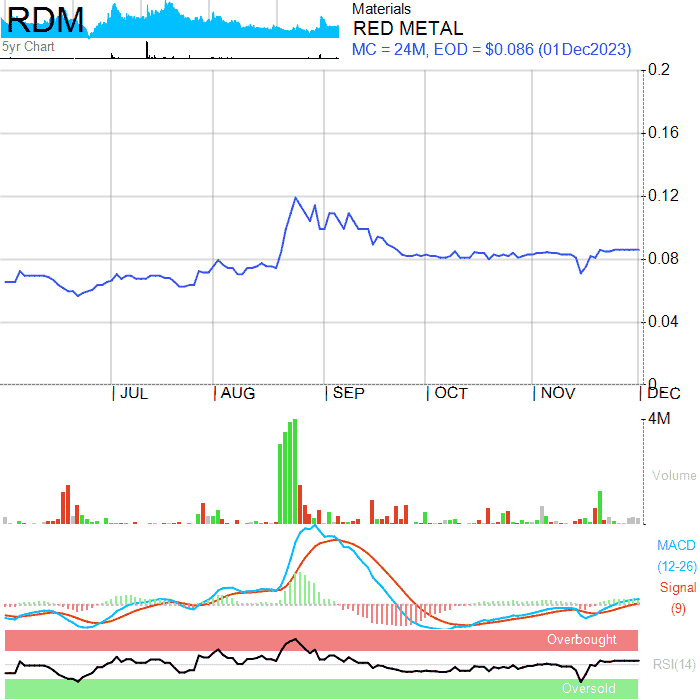 RDM
5yr Chart
Materials
RED METAL
MC = 24M, EOD = $0.086 (01Dec2023)
0.2
0.16
0.12
0.08
0.04
0
JUL AUG SEP OCT NOV DEC
4M
Volume
MACD
(12-26)
Signal
(9)
Overbought
RSI(14)
Oversold